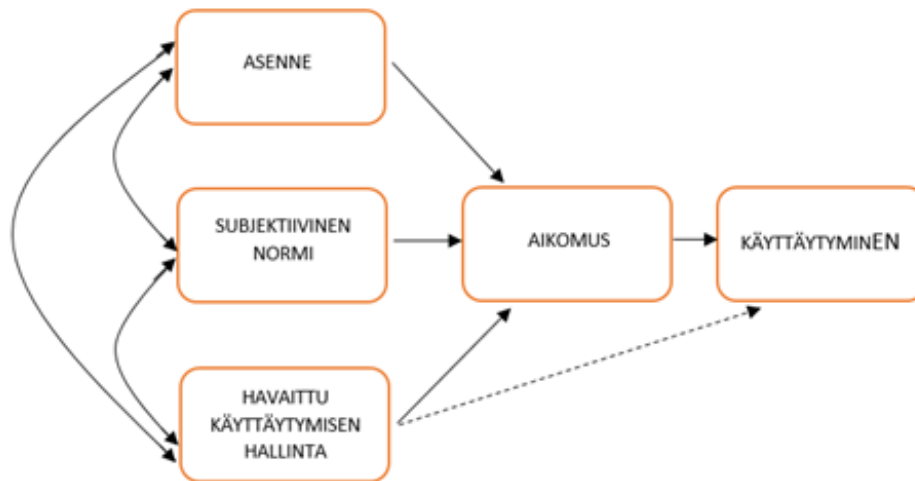 ASENNE
SUBJEKTIIVINEN
NORMI
AIKOMUS
KÄYTTÄYTYMINEN
HAVAITTU
KÄYTTÄYTYMISEN
HALLINTA